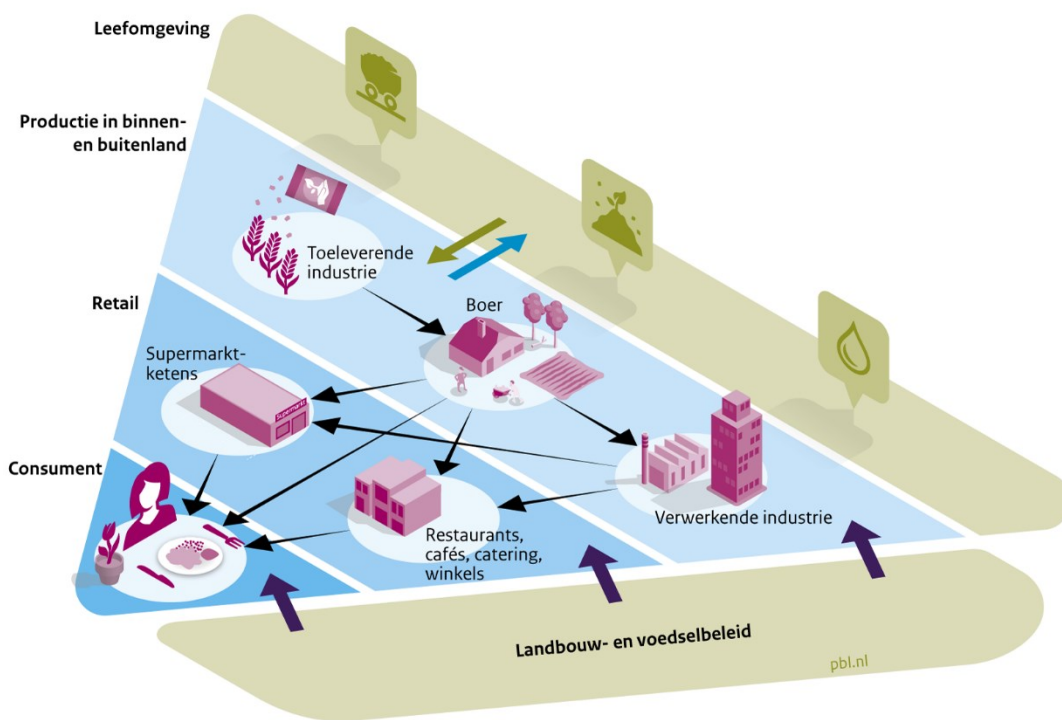 Leefomgeving
Productie in binnen-
en buitenland
Toeleverende
industrie
Boer
Retail
Supermarkt-
ketens
Supermarkt
Consument
Restaurants,
cafés, catering,
winkels
Verwerkende industrie
Landbouw- en voedselbeleid
pbl.nl